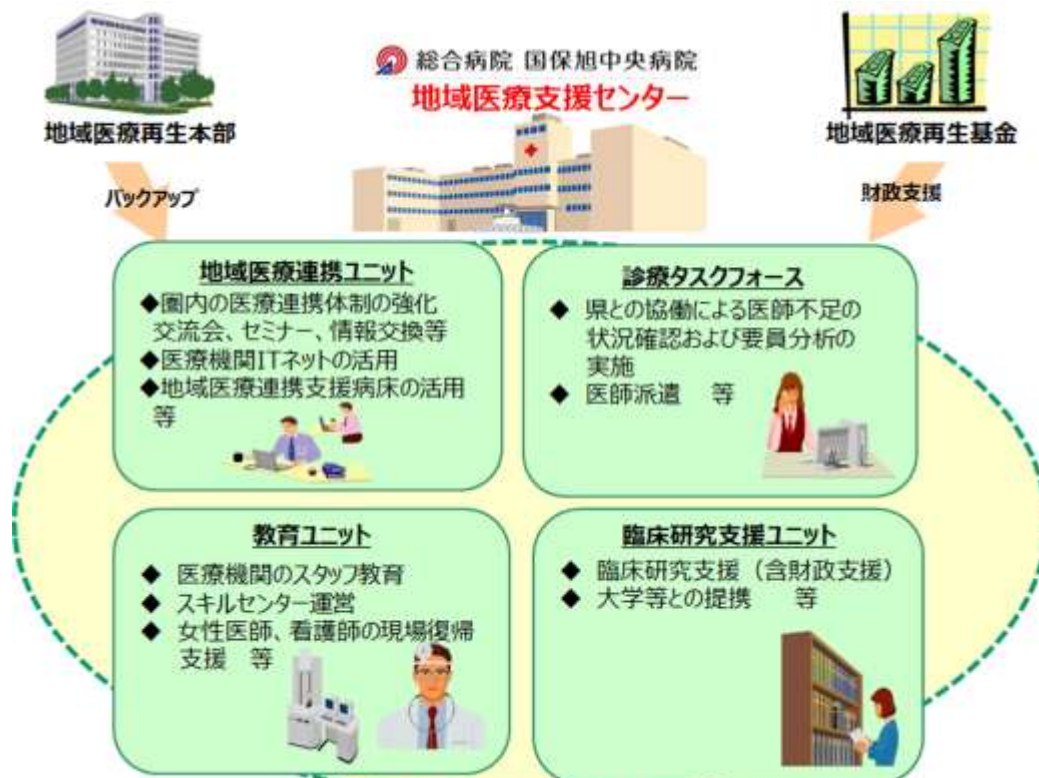 総合病院 国保旭中央病院
地域医療支援センター
地域医療再生本部
地域医療再生基金
バックアップ
財政支援
地域医療連携ユニット
◆圏内の医療連携体制の強化
交流会、セミナー、情報交換等
◆医療機関ITネットの活用
◆地域医療連携支援病床の活用
等
診療タスクフォース
◆ 県との協働による医師不足の
状況確認および要員分析の
実施
◆ 医師派遣 等
教育ユニット
◆ 医療機関のスタッフ教育
◆ スキルセンター運営
◆ 女性医師、看護師の現場復帰
支援 等
臨床研究支援ユニット
◆ 臨床研究支援（含財政支援）
◆ 大学等との提携 等